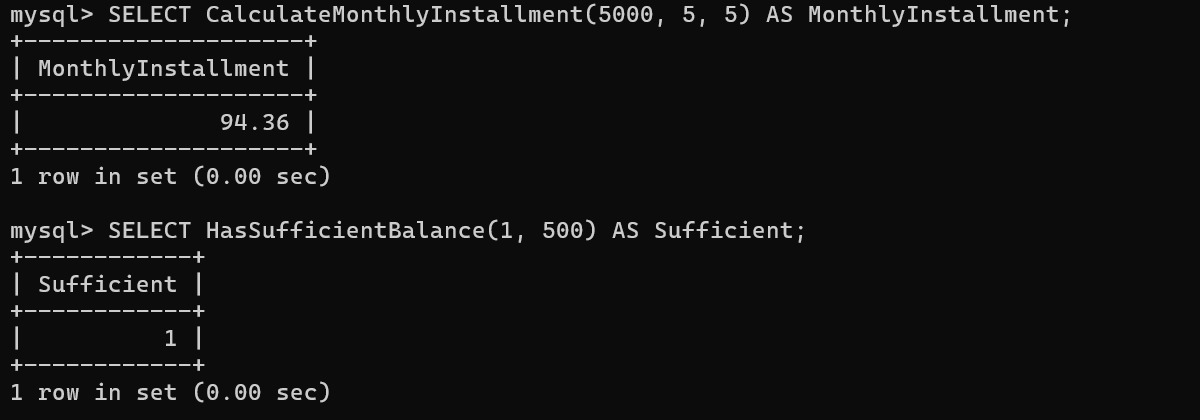 mysql> SELECT CalculateMonthlyInstallment(5000, 5, 5) AS MonthlyInstallment;
+--------------------+
| MonthlyInstallment |
+--------------------+
|              94.36 |
+--------------------+
1 row in set (0.00 sec)

mysql> SELECT HasSufficientBalance(1, 500) AS Sufficient;
+------------+
| Sufficient |
+------------+
|          1 |
+------------+
1 row in set (0.00 sec)